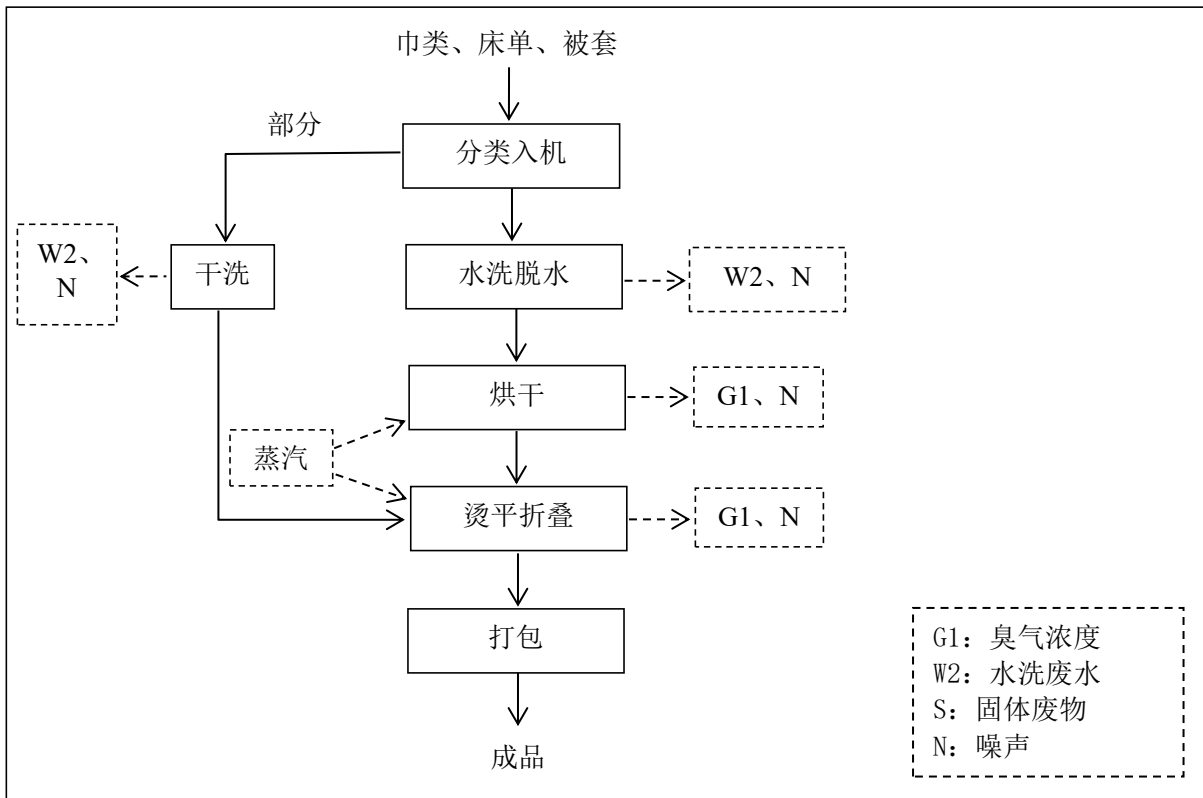 巾类、床单、被套
部分
分类入机
W2、
N
干洗
水洗脱水
W2、N
烘干
G1、N
蒸汽
烫平折叠
G1、N
打包
成品
G1: 臭气浓度
W2: 水洗废水
S: 固体废物
N: 噪声